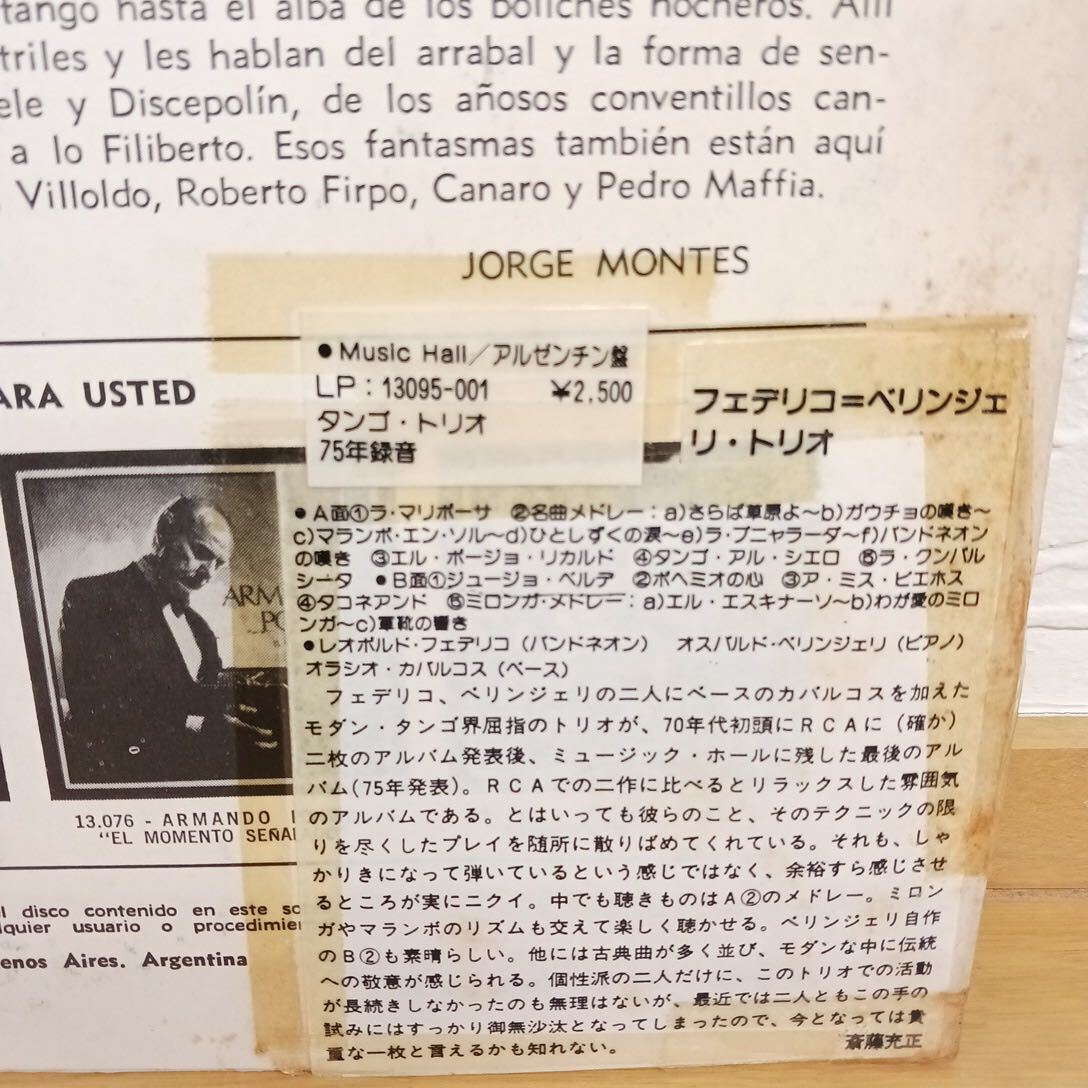 tango hasta el alba de los boliches nocheros. Allí
triles y les hablan del arrabal y la forma de sen-
ele y Discepolín, de los añosos conventillos can-
a lo Filiberto. Esos fantasmas también están aquí
Villoldo, Roberto Firpo, Canaro y Pedro Maffia.
JORGE MONTES
ARA USTED
●Music Hall/アルゼンチン盤
LP:13095-001 ¥2,500
タンゴ・トリオ
75年録音
フェデリコ=ベリンジェ
リ・トリオ
●A面①ラ・マリポーサ ②名曲メドレー:a)さらば草原よ~b)ガウチョの嘆き~
c)マランボ・エン・ソル~d)ひとしずくの涙~e)ラ・プニャラーダ~f)バンドネオン
の嘆き ③エル・ポージョ・リカルド ④タンゴ・アル・シエロ ⑤ラ・クンパル
シータ ●B面①ジュージョ・ベルデ ②ボヘミオの心 ③ア・ミス・ビエホス
④タコネアンド ⑤ミロンガ・メドレー:a)エル・エスキナーソ~b)わが愛のミロ
ンガ~c)軍靴の響き
●レオポルド・フェデリコ(バンドネオン) オスバルド・ベリンジェリ(ピアノ)
オラシオ・カバルコス(ベース)
フェデリコ、ベリンジェリの二人にベースのカバルコスを加えた
モダン・タンゴ界屈指のトリオが、70年代初頭にRCAに(確か)
二枚のアルバム発表後、ミュージック・ホールに残した最後のアル
バム(75年発表)。RCAでの二作に比べるとリラックスした雰囲気
のアルバムである。とはいっても彼らのこと、そのテクニックの限
りを尽くしたプレイを随所に散りばめてくれている。それも、しゃ
かりきになって弾いているという感じではなく、余裕すら感じさせ
るところが実にニクイ。中でも聴きものはA②のメドレー。ミロン
ガやマランボのリズムも交えて楽しく聴かせる。ベリンジェリ自作
のB②も素晴らしい。他には古典曲が多く並び、モダンな中に伝統
への敬意が感じられる。個性派の二人だけに、このトリオでの活動
が長続きしなかったのも無理はないが、最近では二人ともこの手の
試みにはすっかり御無沙汰となってしまったので、今となっては貴
重な一枚と言えるかも知れない。
斎藤充正
ARM
PO
13.076 - ARMANDO
"EL MOMENTO SEÑA
l disco contenido en este so
lquier usuario o procedimie
enos Aires. Argentina